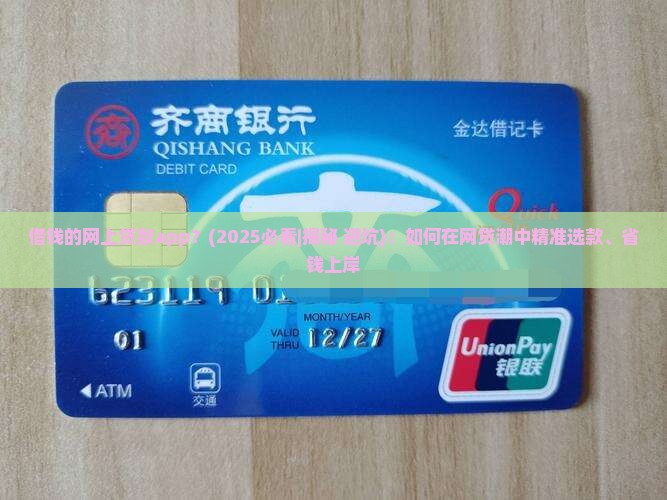 齐商银行
QISHANG BANK
DEBIT CARD
金达借记卡
Quick
借钱的网上贷款app？(2025必看|揭秘 避坑)：如何在网贷潮中精准选款、省
钱上岸
623119 01
MONTH/YEAR
01
VALID THRU 12/27
UnionPay
银联
ATM
交通